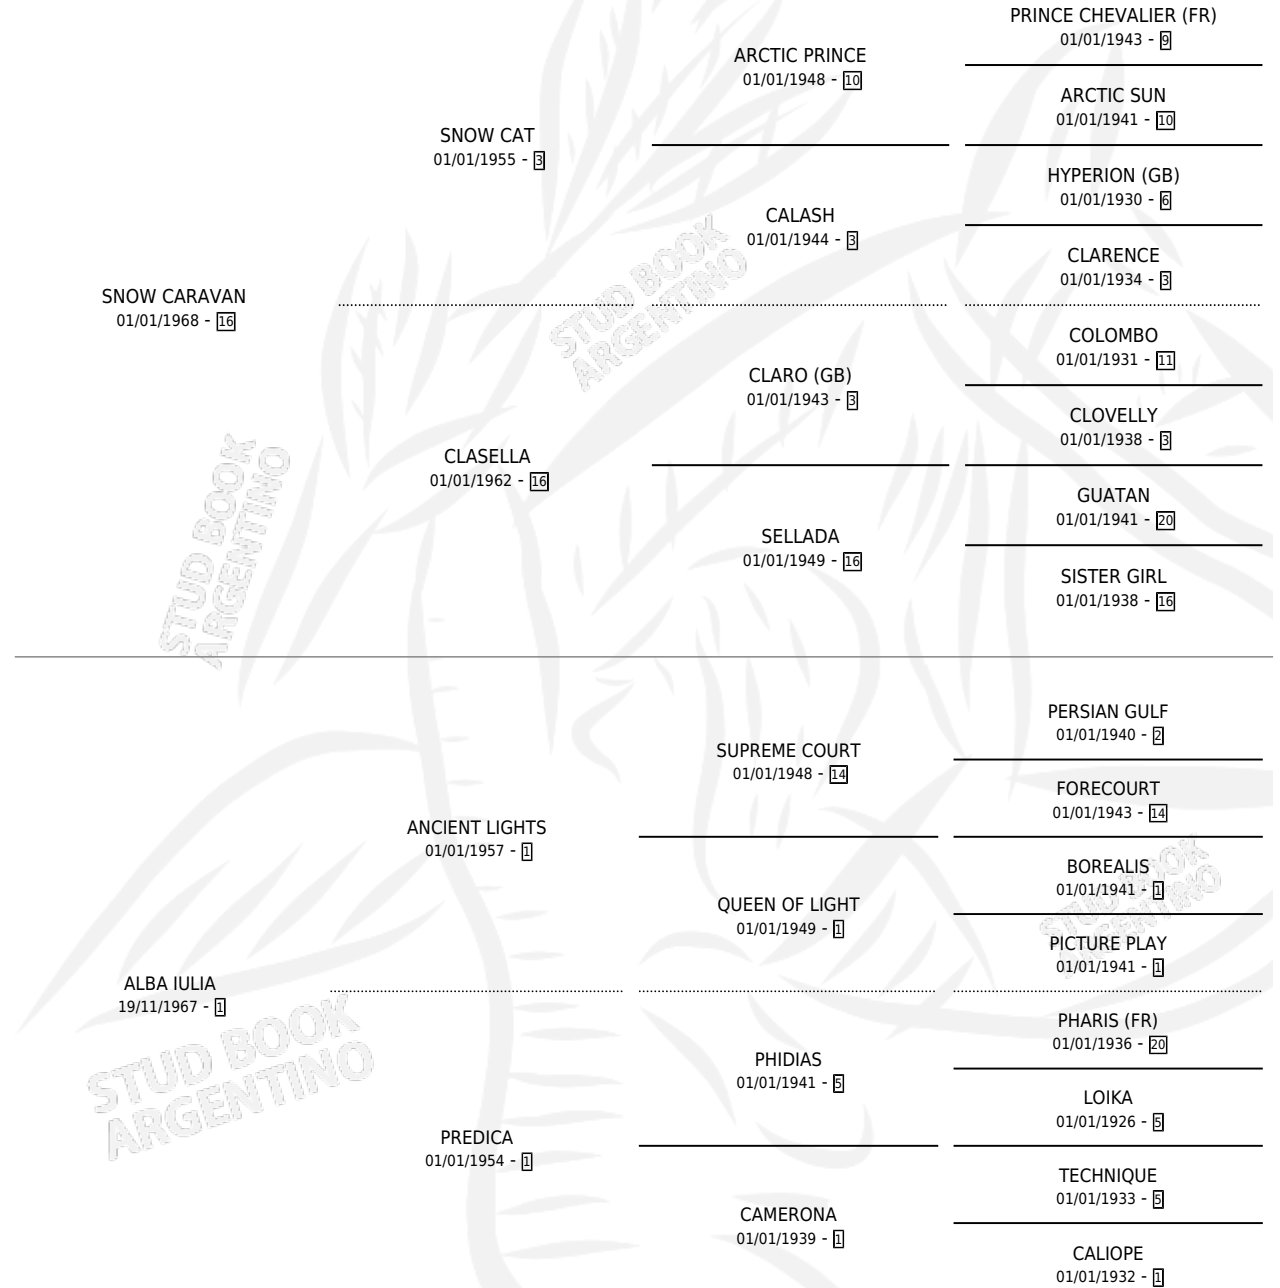 PRINCE CHEVALIER (FR)
01/01/1943 - 9
ARCTIC PRINCE
01/01/1948 - 10
ARCTIC SUN
01/01/1941 - 10
SNOW CAT
01/01/1955 - 3
HYPERION (GB)
01/01/1930 - 6
CALASH
01/01/1944 - 3
CLARENCE
01/01/1934 - 3
SNOW CARAVAN
01/01/1968 - 16
COLOMBO
01/01/1931 - 11
CLARO (GB)
01/01/1943 - 3
CLOVELLY
01/01/1938 - 3
CLASELLA
01/01/1962 - 16
GUATAN
01/01/1941 - 20
SELLADA
01/01/1949 - 16
SISTER GIRL
01/01/1938 - 16
PERSIAN GULF
01/01/1940 - 2
SUPREME COURT
01/01/1948 - 14
FORECOURT
01/01/1943 - 14
ANCIENT LIGHTS
01/01/1957 - 1
BOREALIS
01/01/1941 - 1
QUEEN OF LIGHT
01/01/1949 - 1
PICTURE PLAY
01/01/1941 - 1
ALBA IULIA
19/11/1967 - 1
PHARIS (FR)
01/01/1936 - 20
PHIDIAS
01/01/1941 - 5
LOIKA
01/01/1926 - 5
PREDICA
01/01/1954 - 1
TECHNIQUE
01/01/1933 - 5
CAMERONA
01/01/1939 - 1
CALIOPE
01/01/1932 - 1
STUD BOOK
ARGENTINO
STUD BOOK
ARGENTINO
STUD BOOK
ARGENTINO
STUD BOOK
ARGENTINO